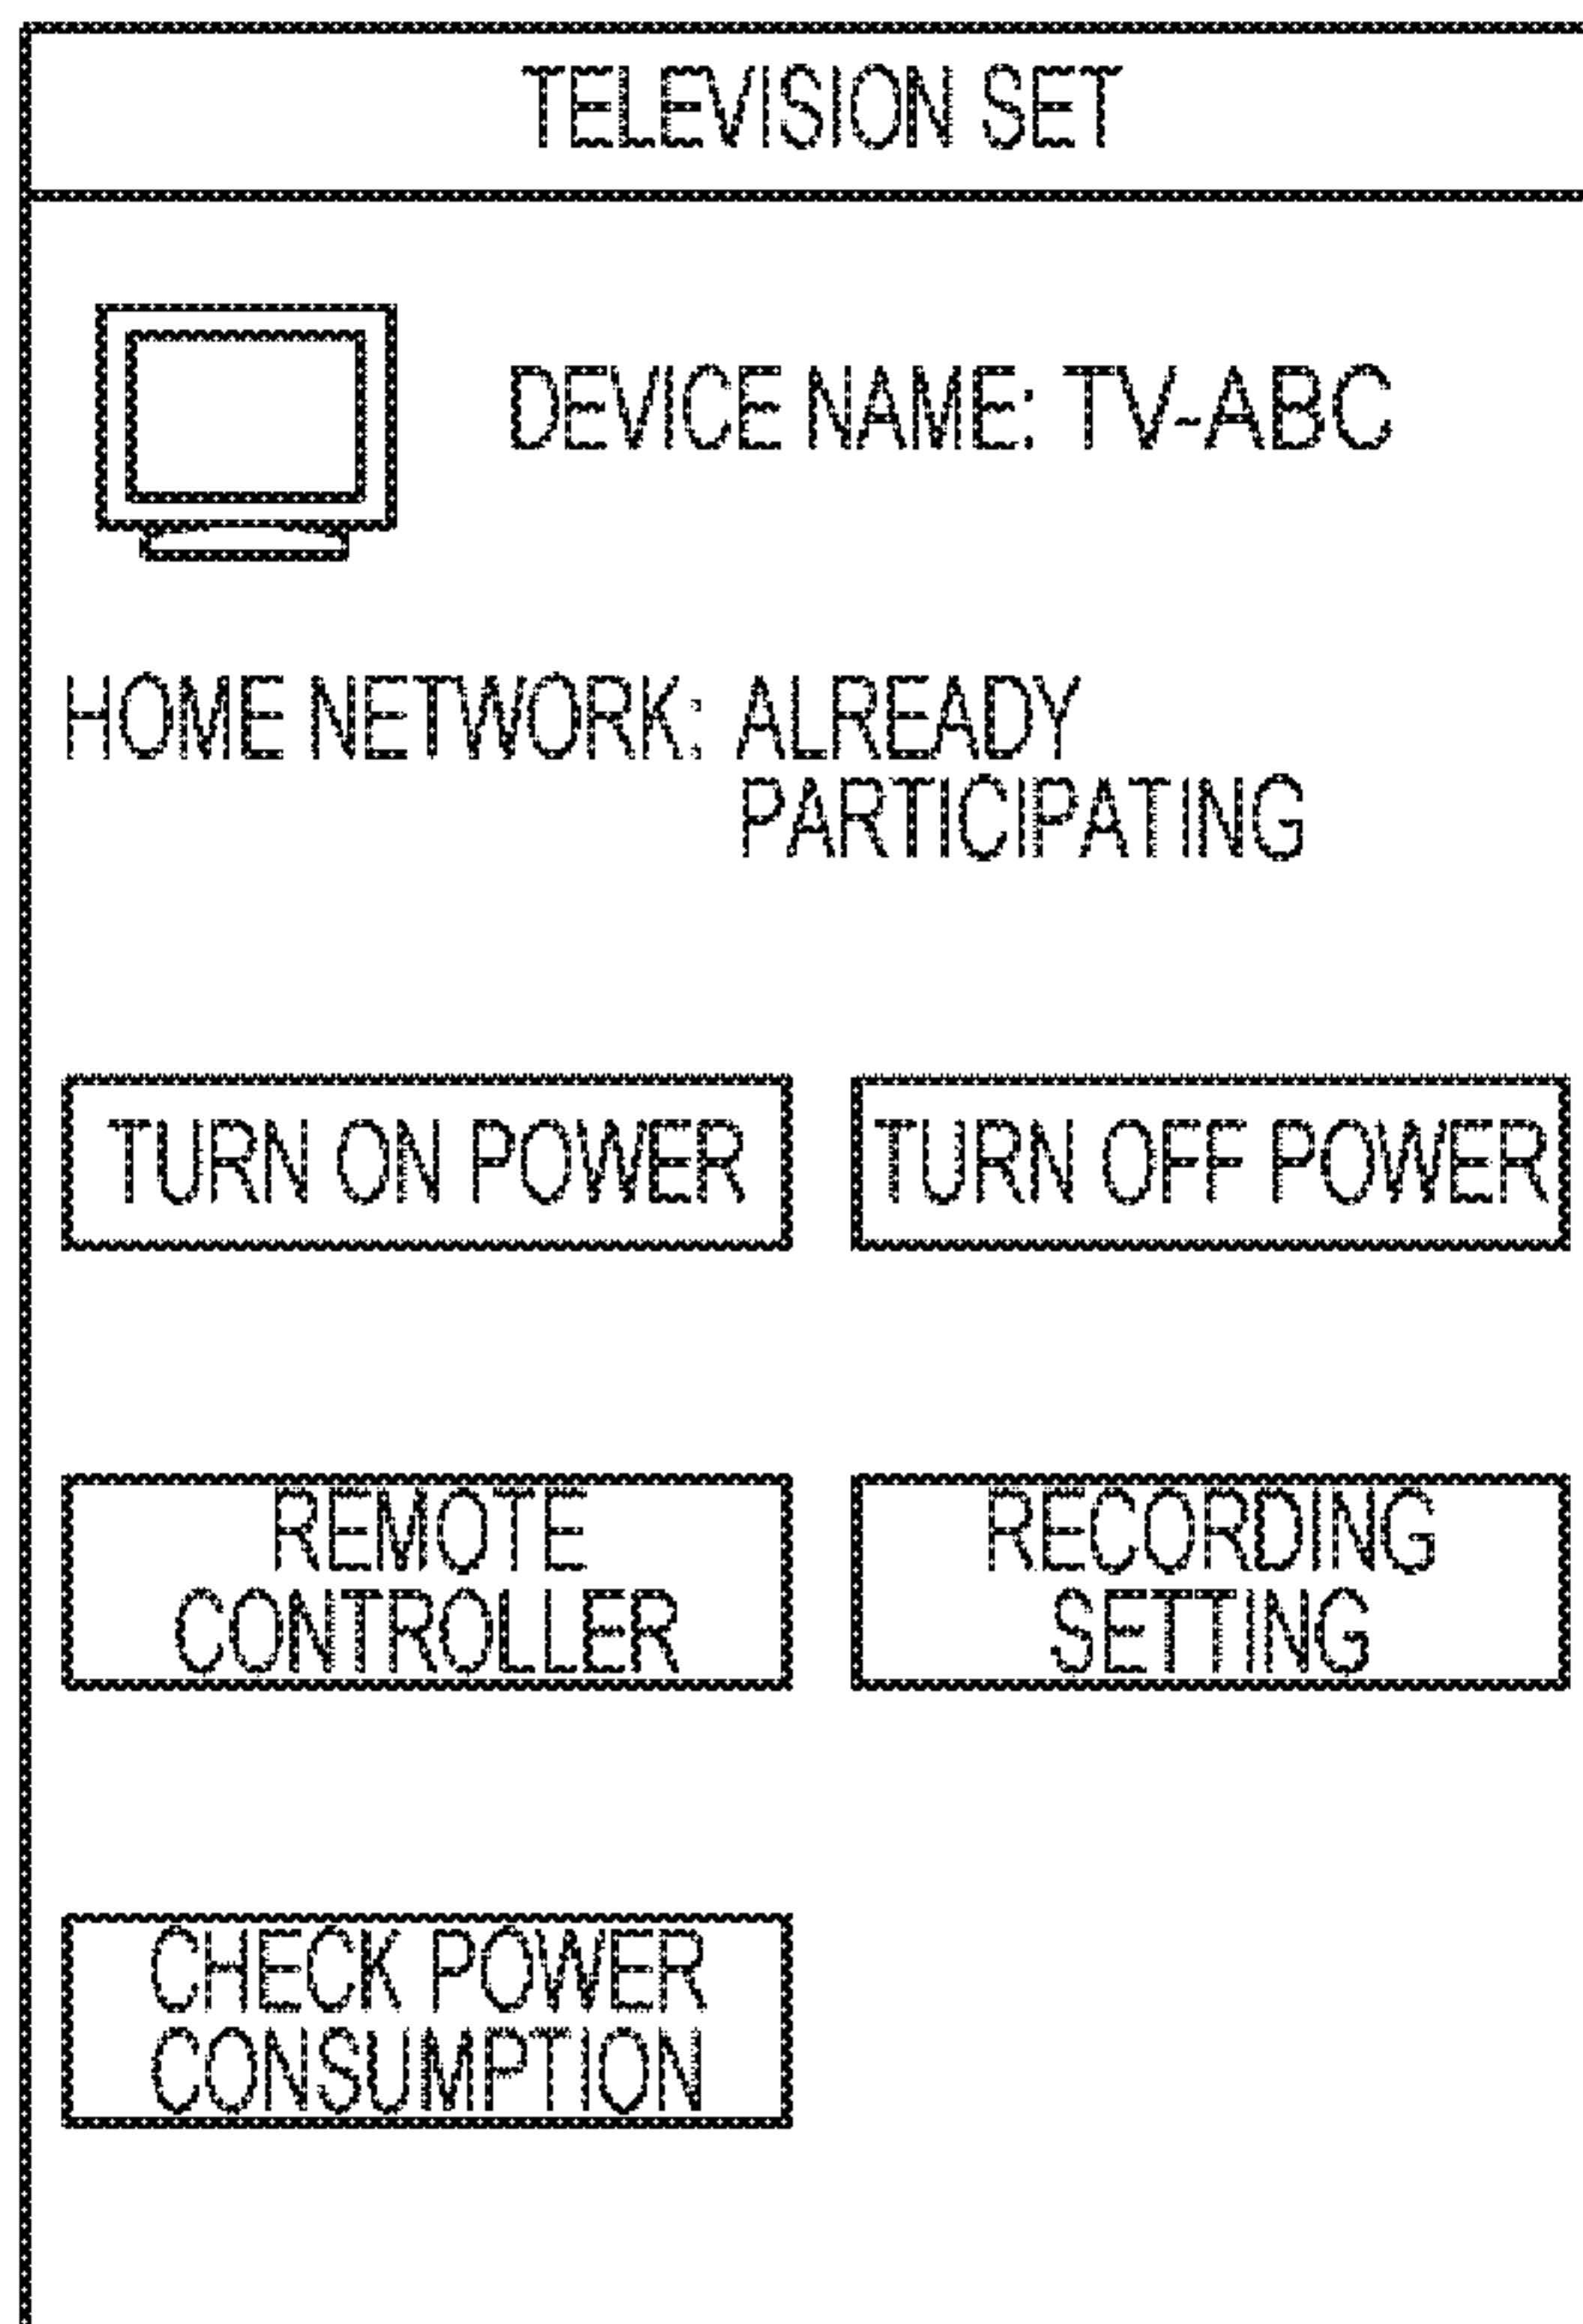 TELEVISION SET
DEVICE NAME: TV-ABC
HOME NETWORK: ALREADY
PARTICIPATING
TURN ON POWER
TURN OFF POWER
REMOTE
CONTROLLER
RECORDING
SETTING
CHECK POWER
CONSUMPTION